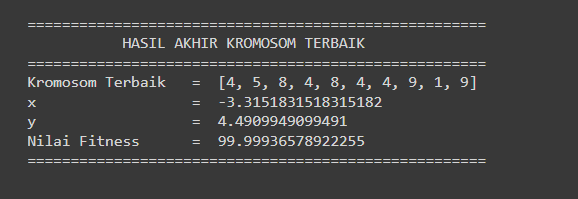 =====================================================
HASIL AKHIR KROMOSOM TERBAIK
=====================================================
Kromosom Terbaik = [4, 5, 8, 4, 8, 4, 4, 9, 1, 9]
x = -3.3151831518315182
y = 4.4909949099491
Nilai Fitness = 99.99936578922255
=====================================================